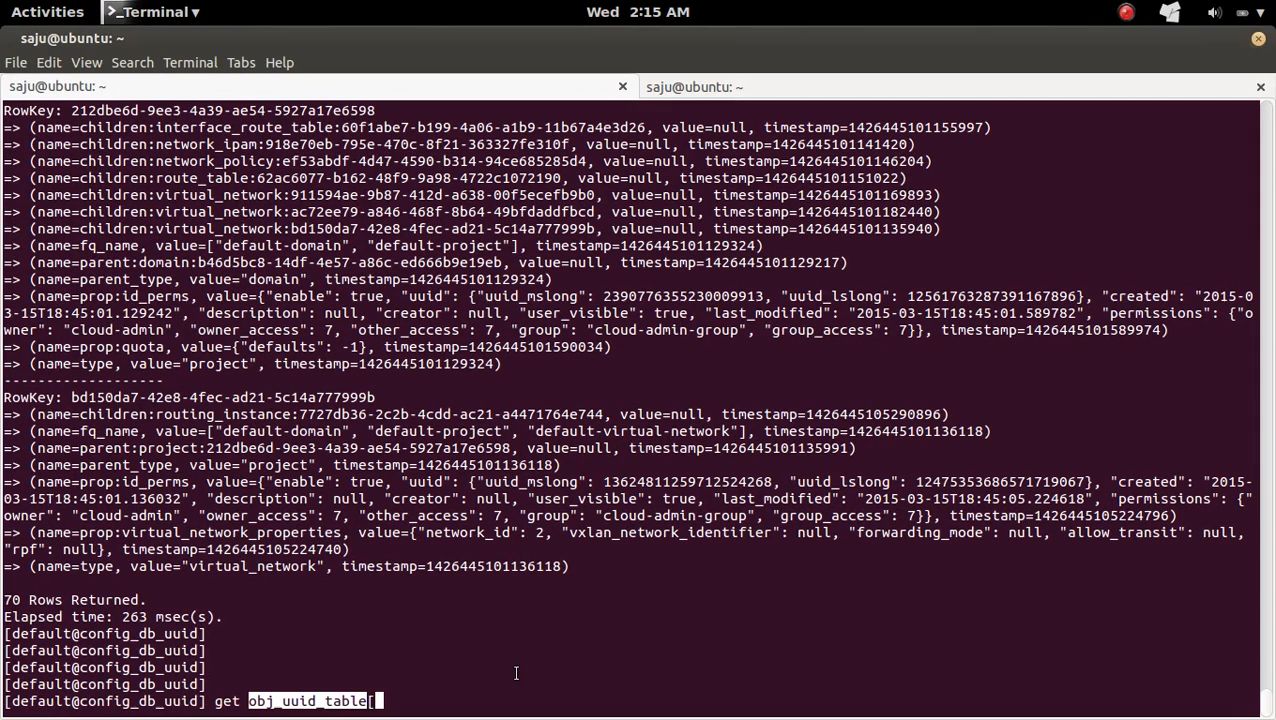 Activities >_Terminal▾ Wed 2:15 AM
saju@ubuntu: ~
File Edit View Search Terminal Tabs Help
saju@ubuntu: ~ × saju@ubuntu: ~ ×
RowKey: 212dbe6d-9ee3-4a39-ae54-5927a17e6598
=> (name=children:interface_route_table:60f1abe7-b199-4a06-a1b9-11b67a4e3d26, value=null, timestamp=1426445101155997)
=> (name=children:network_ipam:918e70eb-795e-470c-8f21-363327fe310f, value=null, timestamp=1426445101141420)
=> (name=children:network_policy:ef53abdf-4d47-4590-b314-94ce685285d4, value=null, timestamp=1426445101146204)
=> (name=children:route_table:62ac6077-b162-48f9-9a98-4722c1072190, value=null, timestamp=1426445101151022)
=> (name=children:virtual_network:911594ae-9b87-412d-a638-00f5ecefb9b0, value=null, timestamp=1426445101169893)
=> (name=children:virtual_network:ac72ee79-a846-468f-8b64-49bfdaddfbcd, value=null, timestamp=1426445101182440)
=> (name=children:virtual_network:bd150da7-42e8-4fec-ad21-5c14a777999b, value=null, timestamp=1426445101135940)
=> (name=fq_name, value=["default-domain", "default-project"], timestamp=1426445101129324)
=> (name=parent:domain:b46d5bc8-14df-4e57-a86c-ed666b9e19eb, value=null, timestamp=1426445101129217)
=> (name=parent_type, value="domain", timestamp=1426445101129324)
=> (name=prop:id_perms, value={"enable": true, "uuid": {"uuid_mslong": 2390776355230009913, "uuid_lslong": 12561763287391167896}, "created": "2015-0
3-15T18:45:01.129242", "description": null, "creator": null, "user_visible": true, "last_modified": "2015-03-15T18:45:01.589782", "permissions": {"o
wner": "cloud-admin", "owner_access": 7, "other_access": 7, "group": "cloud-admin-group", "group_access": 7}}, timestamp=1426445101589974)
=> (name=prop:quota, value={"defaults": -1}, timestamp=1426445101590034)
=> (name=type, value="project", timestamp=1426445101129324)
-------------------
RowKey: bd150da7-42e8-4fec-ad21-5c14a777999b
=> (name=children:routing_instance:7727db36-2c2b-4cdd-ac21-a4471764e744, value=null, timestamp=1426445105290896)
=> (name=fq_name, value=["default-domain", "default-project", "default-virtual-network"], timestamp=1426445101136118)
=> (name=parent:project:212dbe6d-9ee3-4a39-ae54-5927a17e6598, value=null, timestamp=1426445101135991)
=> (name=parent_type, value="project", timestamp=1426445101136118)
=> (name=prop:id_perms, value={"enable": true, "uuid": {"uuid_mslong": 13624811259712524268, "uuid_lslong": 12475353686571719067}, "created": "2015-
03-15T18:45:01.136032", "description": null, "creator": null, "user_visible": true, "last_modified": "2015-03-15T18:45:05.224618", "permissions": {"
owner": "cloud-admin", "owner_access": 7, "other_access": 7, "group": "cloud-admin-group", "group_access": 7}}, timestamp=1426445105224796)
=> (name=prop:virtual_network_properties, value={"network_id": 2, "vxlan_network_identifier": null, "forwarding_mode": null, "allow_transit": null, 
"rpf": null}, timestamp=1426445105224740)
=> (name=type, value="virtual_network", timestamp=1426445101136118)
70 Rows Returned.
Elapsed time: 263 msec(s).
[default@config_db_uuid]
[default@config_db_uuid]
[default@config_db_uuid]
[default@config_db_uuid]
[default@config_db_uuid] get obj_uuid_table[